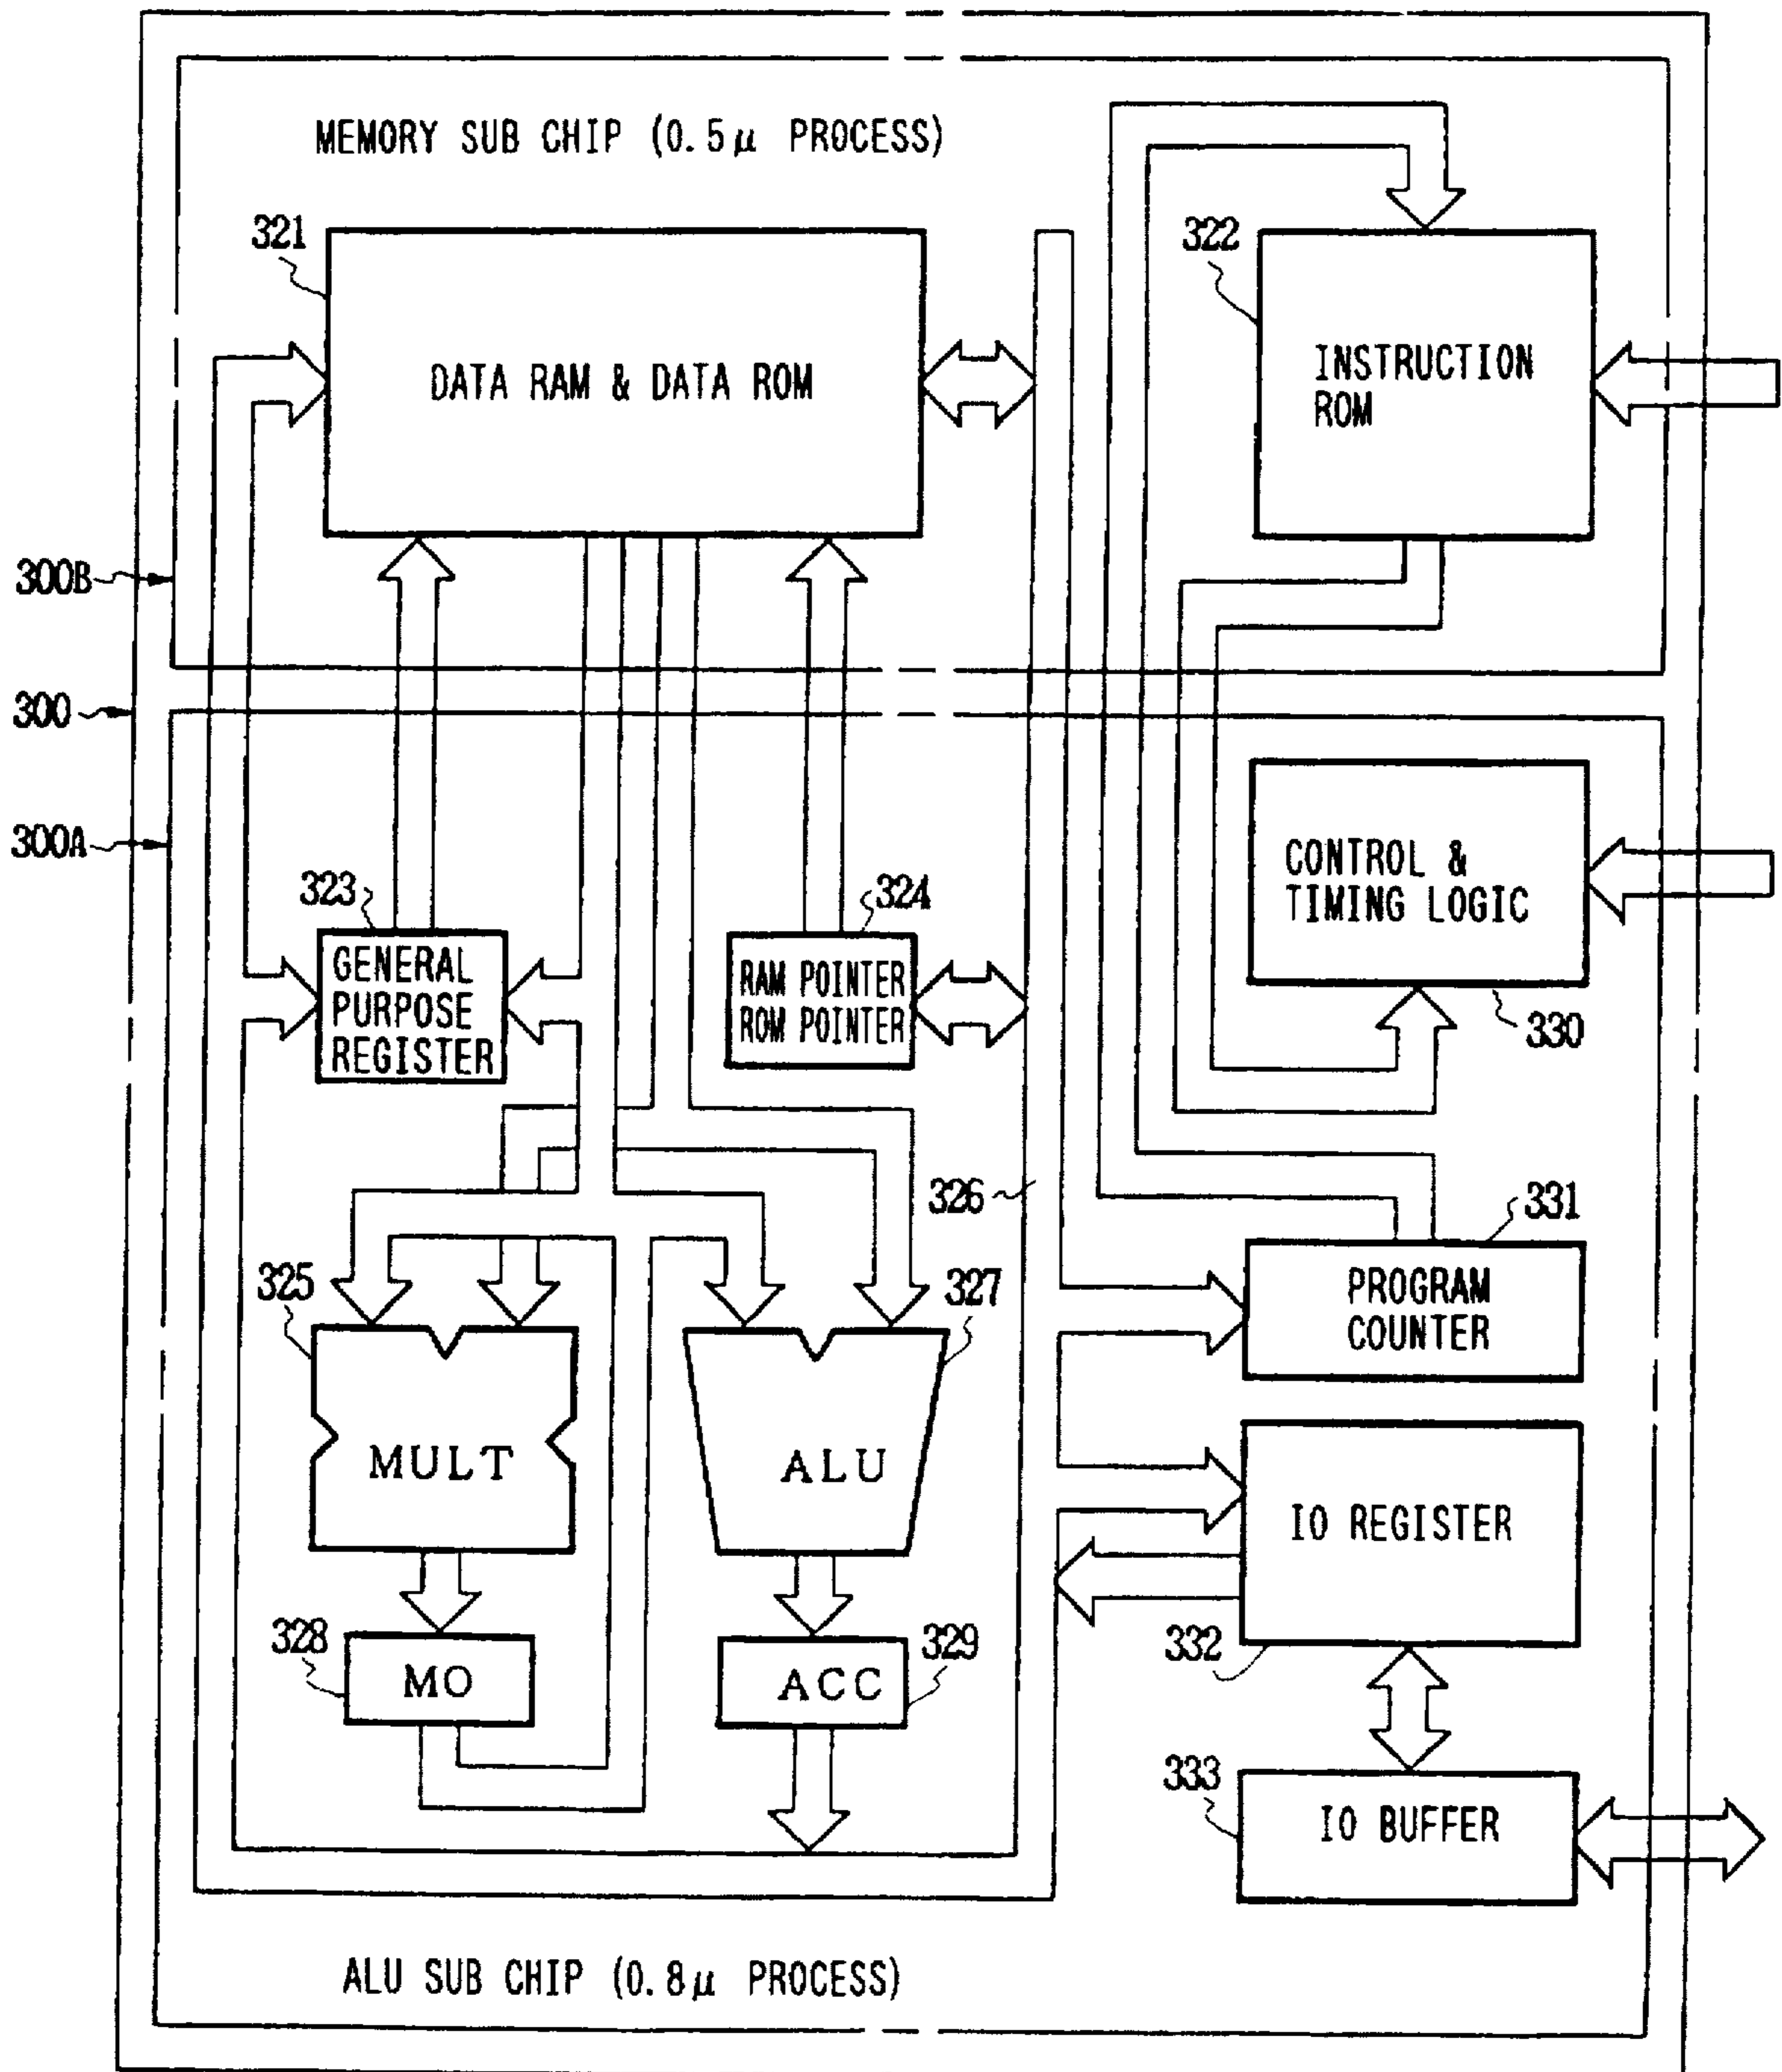 MEMORY SUB CHIP (0.5μ PROCESS)
321
322
DATA RAM & DATA ROM
INSTRUCTION
ROM
300B
300
300A
CONTROL &
TIMING LOGIC
323
324
GENERAL
PURPOSE
REGISTER
RAM POINTER
ROM POINTER
330
326
331
325
327
PROGRAM
COUNTER
MULT
ALU
IO REGISTER
328
329
332
MO
ACC
333
IO BUFFER
ALU SUB CHIP (0.8μ PROCESS)